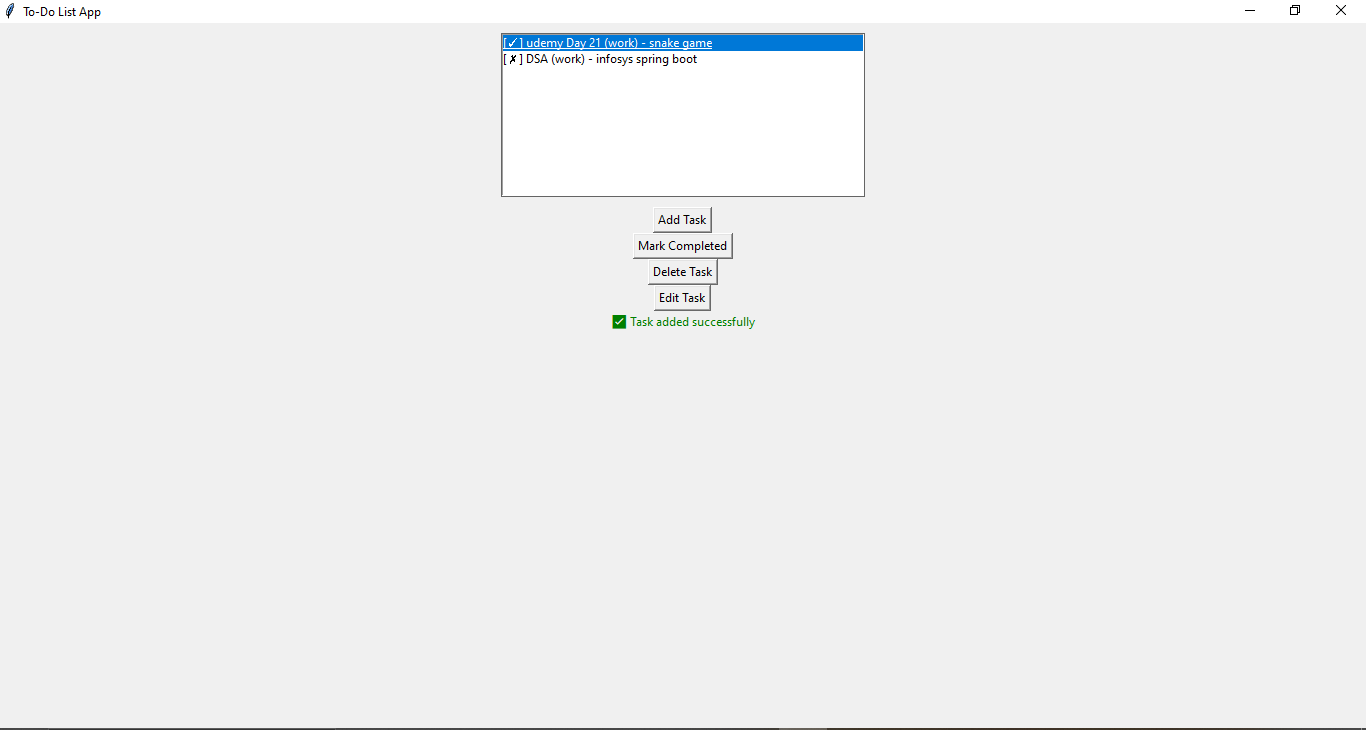 To-Do List App
[✓] udemy Day 21 (work) - snake game
[✗] DSA (work) - infosys spring boot
Add Task
Mark Completed
Delete Task
Edit Task
✅ Task added successfully